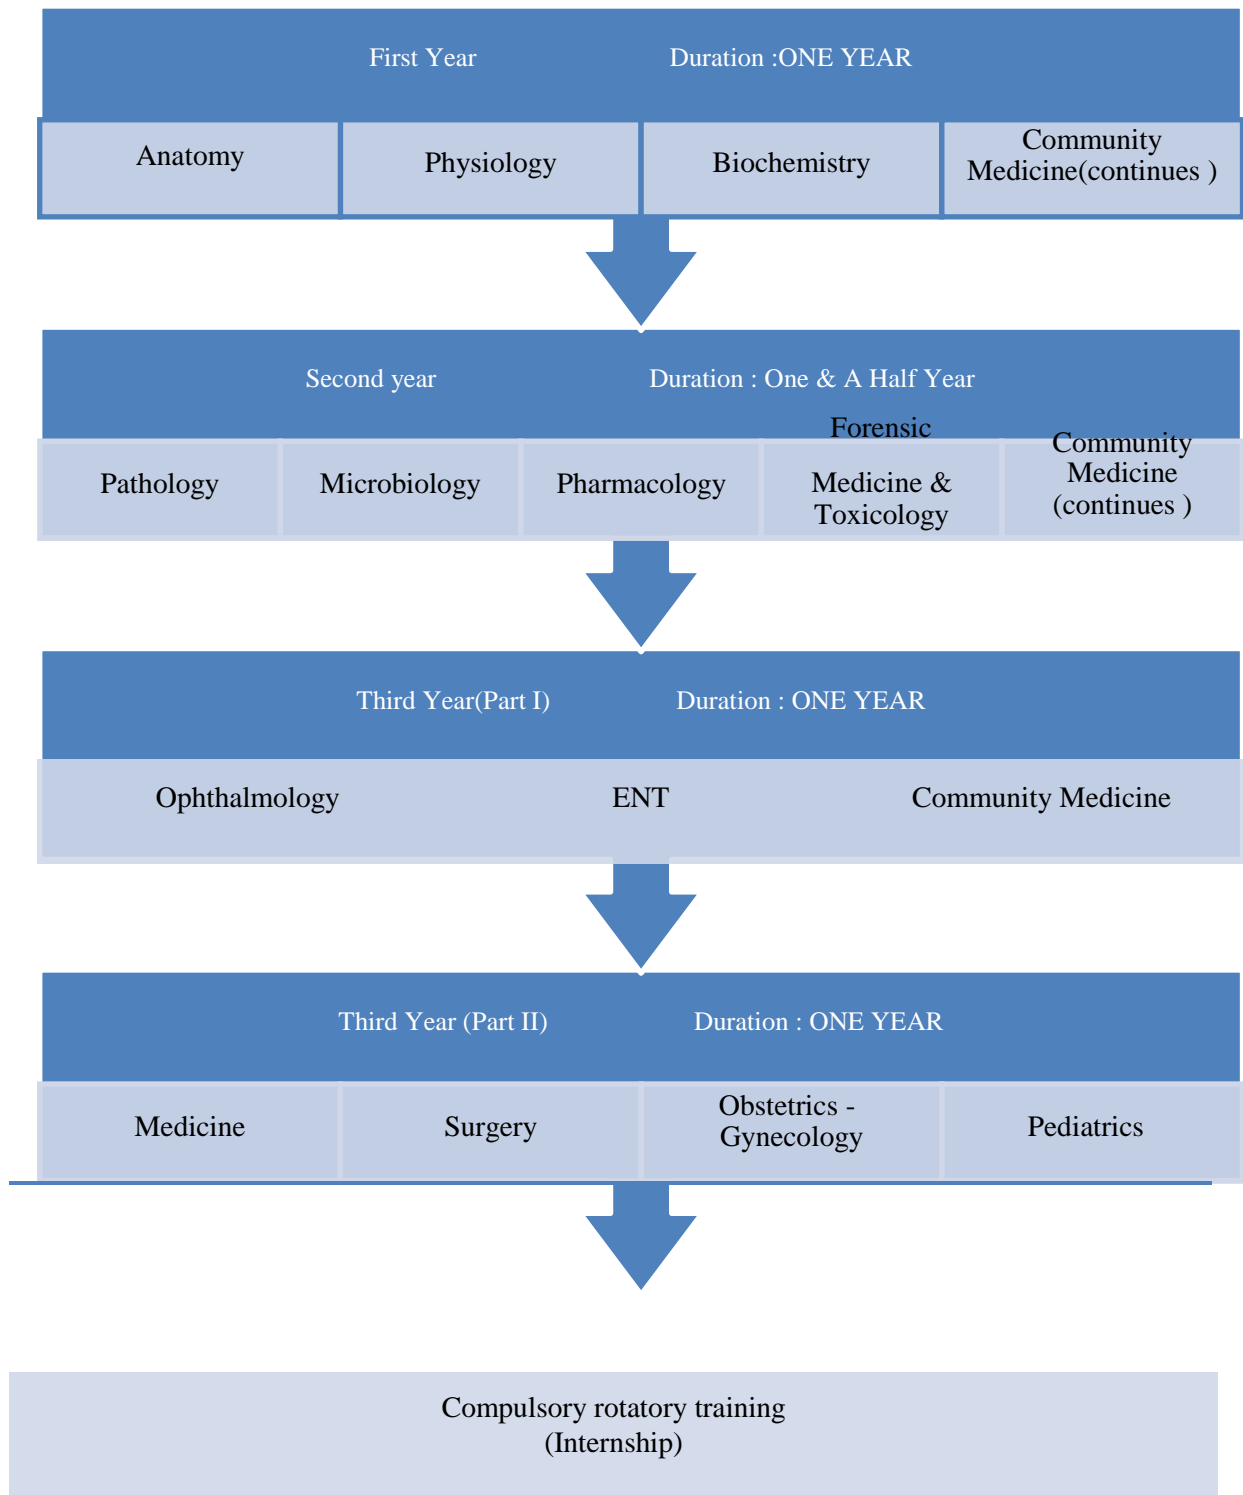 First Year Duration :ONE YEAR
Anatomy
Physiology
Biochemistry
Community
Medicine(continues )
Second year Duration : One & A Half Year
Pathology
Microbiology
Pharmacology
Forensic
Medicine &
Toxicology
Community
Medicine
(continues )
Third Year(Part I) Duration : ONE YEAR
Ophthalmology
ENT
Community Medicine
Third Year (Part II) Duration : ONE YEAR
Medicine
Surgery
Obstetrics -
Gynecology
Pediatrics
Compulsory rotatory training
(Internship)